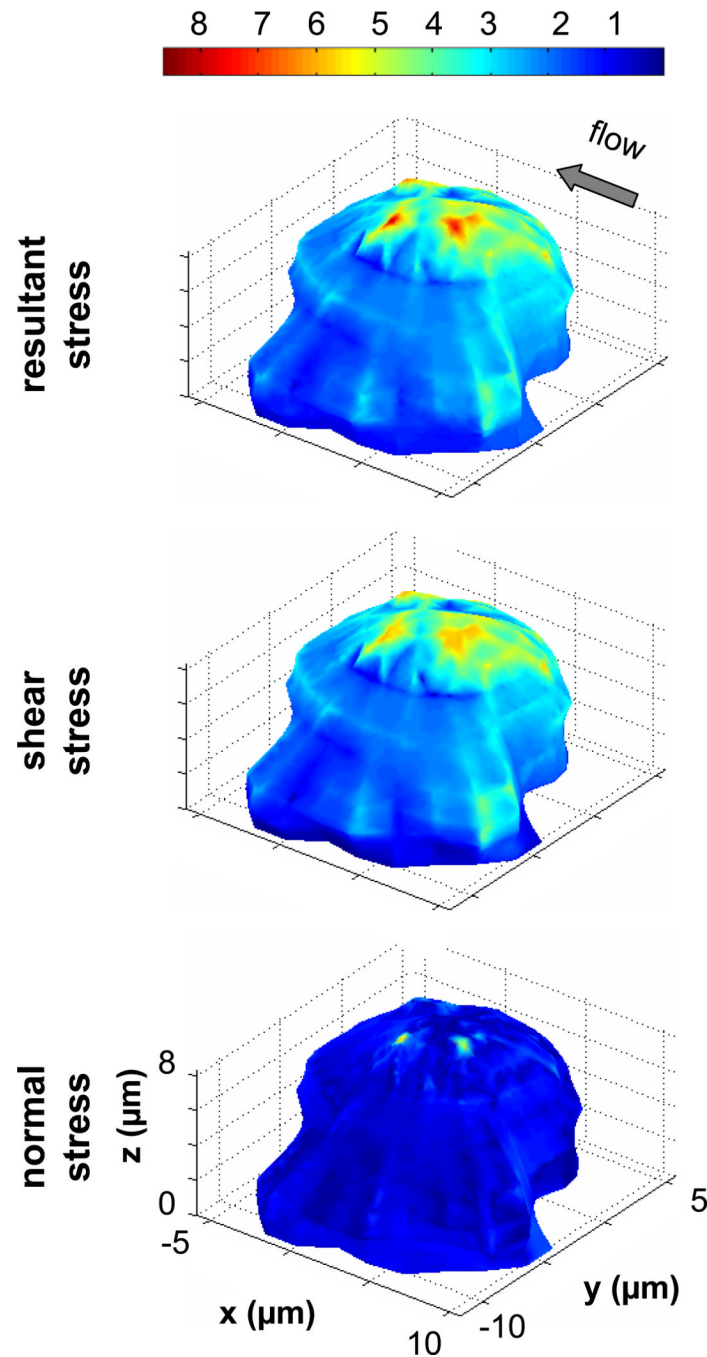 8 7 6 5 4 3 2 1
flow
resultant
stress
shear
stress
normal
stress
z (µm)
8
0
-5
x (µm)
10
-10
y (µm)
5